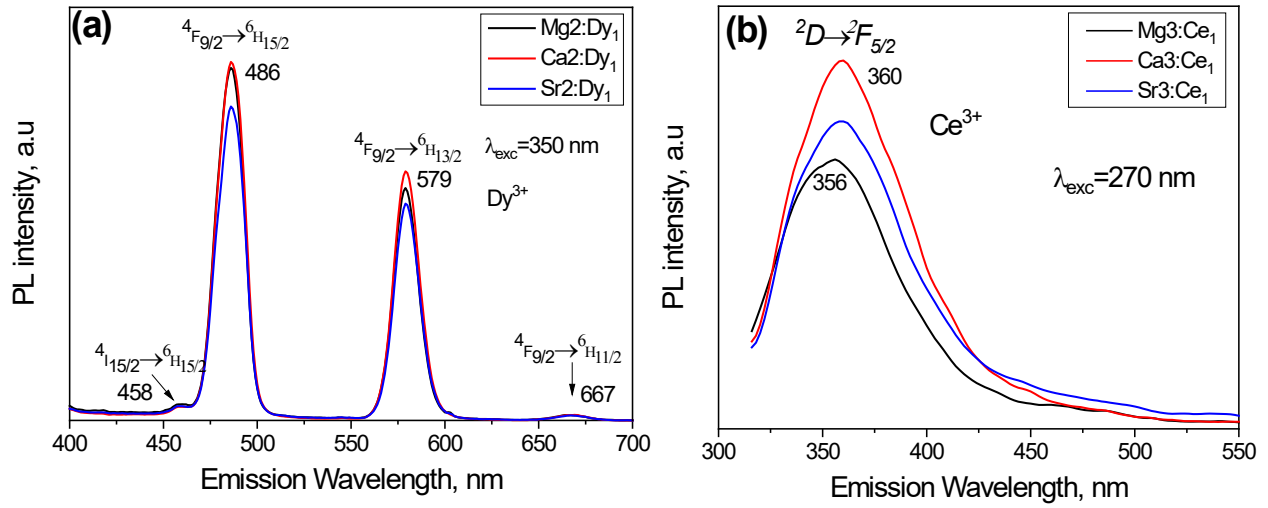 (a)
⁴F₉/₂→⁶H₁₅/₂
486
Mg2:Dy₁
Ca2:Dy₁
Sr2:Dy₁
⁴F₉/₂→⁶H₁₃/₂
579
λexc=350 nm
Dy³⁺
⁴I₁₅/₂→⁶H₁₅/₂
458
⁴F₉/₂→⁶H₁₁/₂
667
PL intensity, a.u
400 450 500 550 600 650 700
Emission Wavelength, nm
(b)
²D→²F₅/₂
360
Mg3:Ce₁
Ca3:Ce₁
Sr3:Ce₁
Ce³⁺
356
λexc=270 nm
PL intensity, a.u
300 350 400 450 500 550
Emission Wavelength, nm